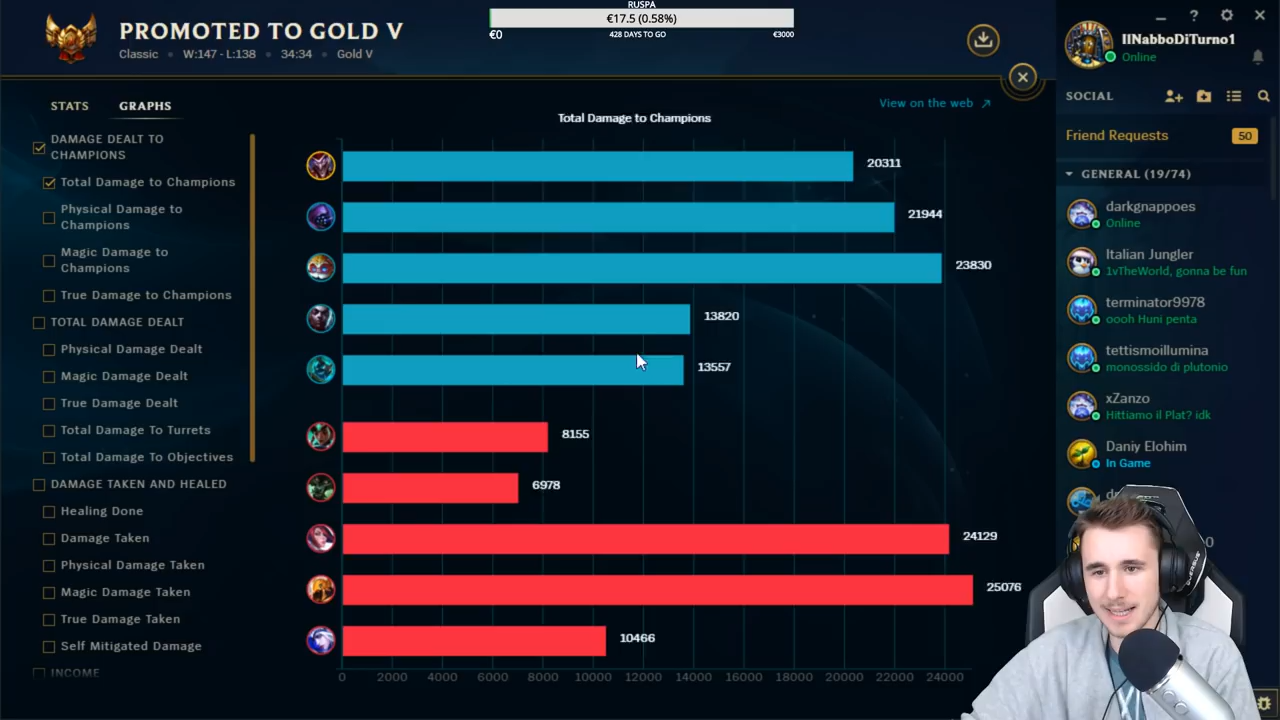 RUSPA
€17.5 (0.58%)
€0
428 DAYS TO GO
€3000
PROMOTED TO GOLD V
Classic • W:147 - L:138 • 34:34 • Gold V
STATS
GRAPHS
View on the web
DAMAGE DEALT TO
CHAMPIONS
Total Damage to Champions
Physical Damage to
Champions
Magic Damage to
Champions
True Damage to Champions
TOTAL DAMAGE DEALT
Physical Damage Dealt
Magic Damage Dealt
True Damage Dealt
Total Damage To Turrets
Total Damage To Objectives
DAMAGE TAKEN AND HEALED
Healing Done
Damage Taken
Physical Damage Taken
Magic Damage Taken
True Damage Taken
Self Mitigated Damage
INCOME
Total Damage to Champions
20311
21944
23830
13820
13557
8155
6978
24129
25076
10466
0 2000 4000 6000 8000 10000 12000 14000 16000 18000 20000 22000 24000
IlNabboDiTurno1
Online
SOCIAL
Friend Requests
50
GENERAL (19/74)
darkgnappoes
Online
Italian Jungler
1vTheWorld, gonna be fun
terminator9978
oooh Huni penta
tettismoillumina
monossido di plutonio
xZanzo
Hittiamo il Plat? idk
Daniy Elohim
In Game